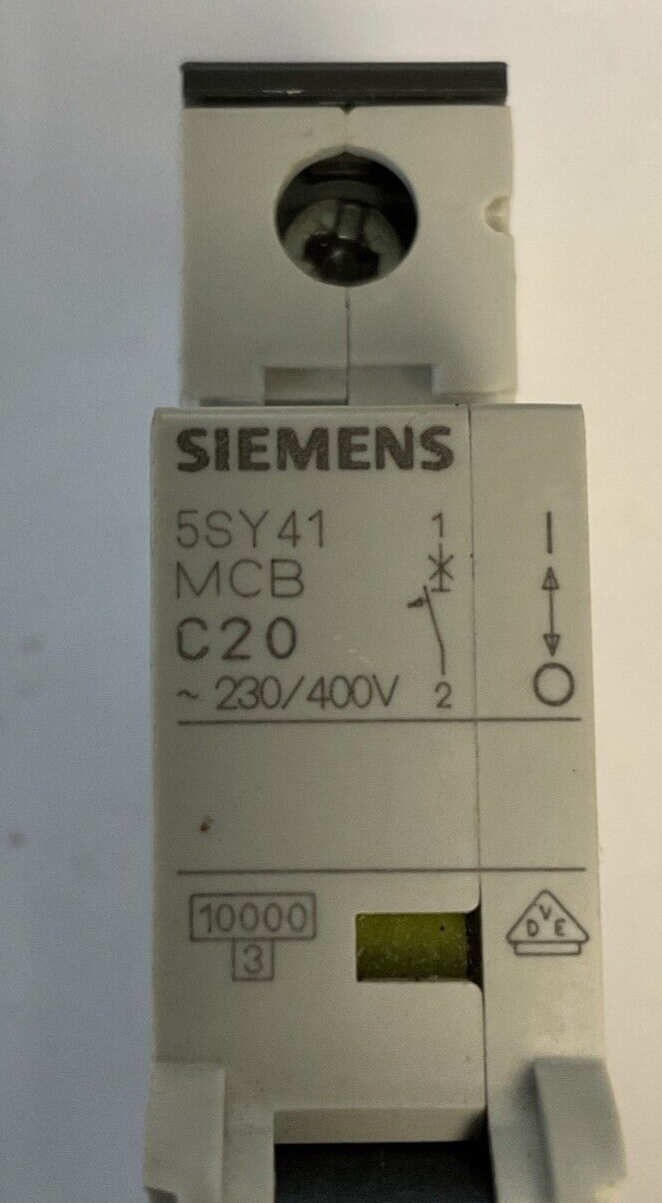 SIEMENS
5SY41
MCB
C20
~ 230/400V
1
2
I
O
10000
3
DVE